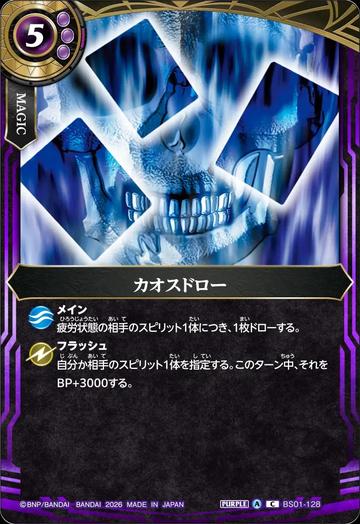 5
MAGIC
カオスドロー
メイン
疲労状態の相手のスピリット1体につき、1枚ドローする。
フラッシュ
自分か相手のスピリット1体を指定する。このターン中、それを
BP+3000する。
©BNP/BANDAI BANDAI 2026 MADE IN JAPAN PURPLE A C BS01-128